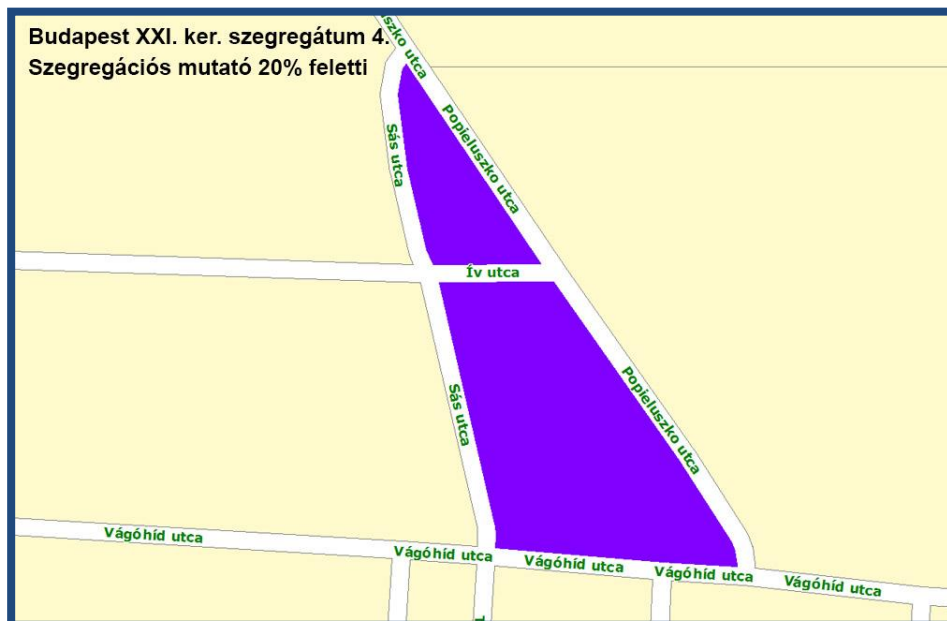 Budapest XXI. ker. szegregátum 4.
Szegregációs mutató 20% feletti
uszko utca
Popieluszko utca
Sás utca
Ív utca
Popieluszko utca
Sás utca
Vágóhíd utca
Vágóhíd utca
Vágóhíd utca
Vágóhíd utca
Vágóhíd utca